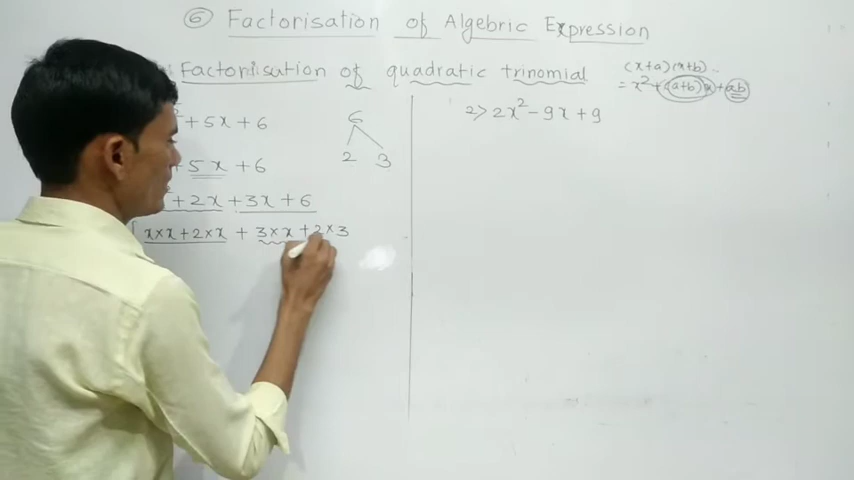 ⑥ Factorisation of Algebric Expression
Factorisation of quadratic trinomial
(x+a)(x+b)
= x² + (a+b)x + ab
+ 5x + 6
6
2 3
2> 2x² - 9x + 9
+ 5x + 6
+ 2x + 3x + 6
x×x + 2×x + 3×x + 2×3